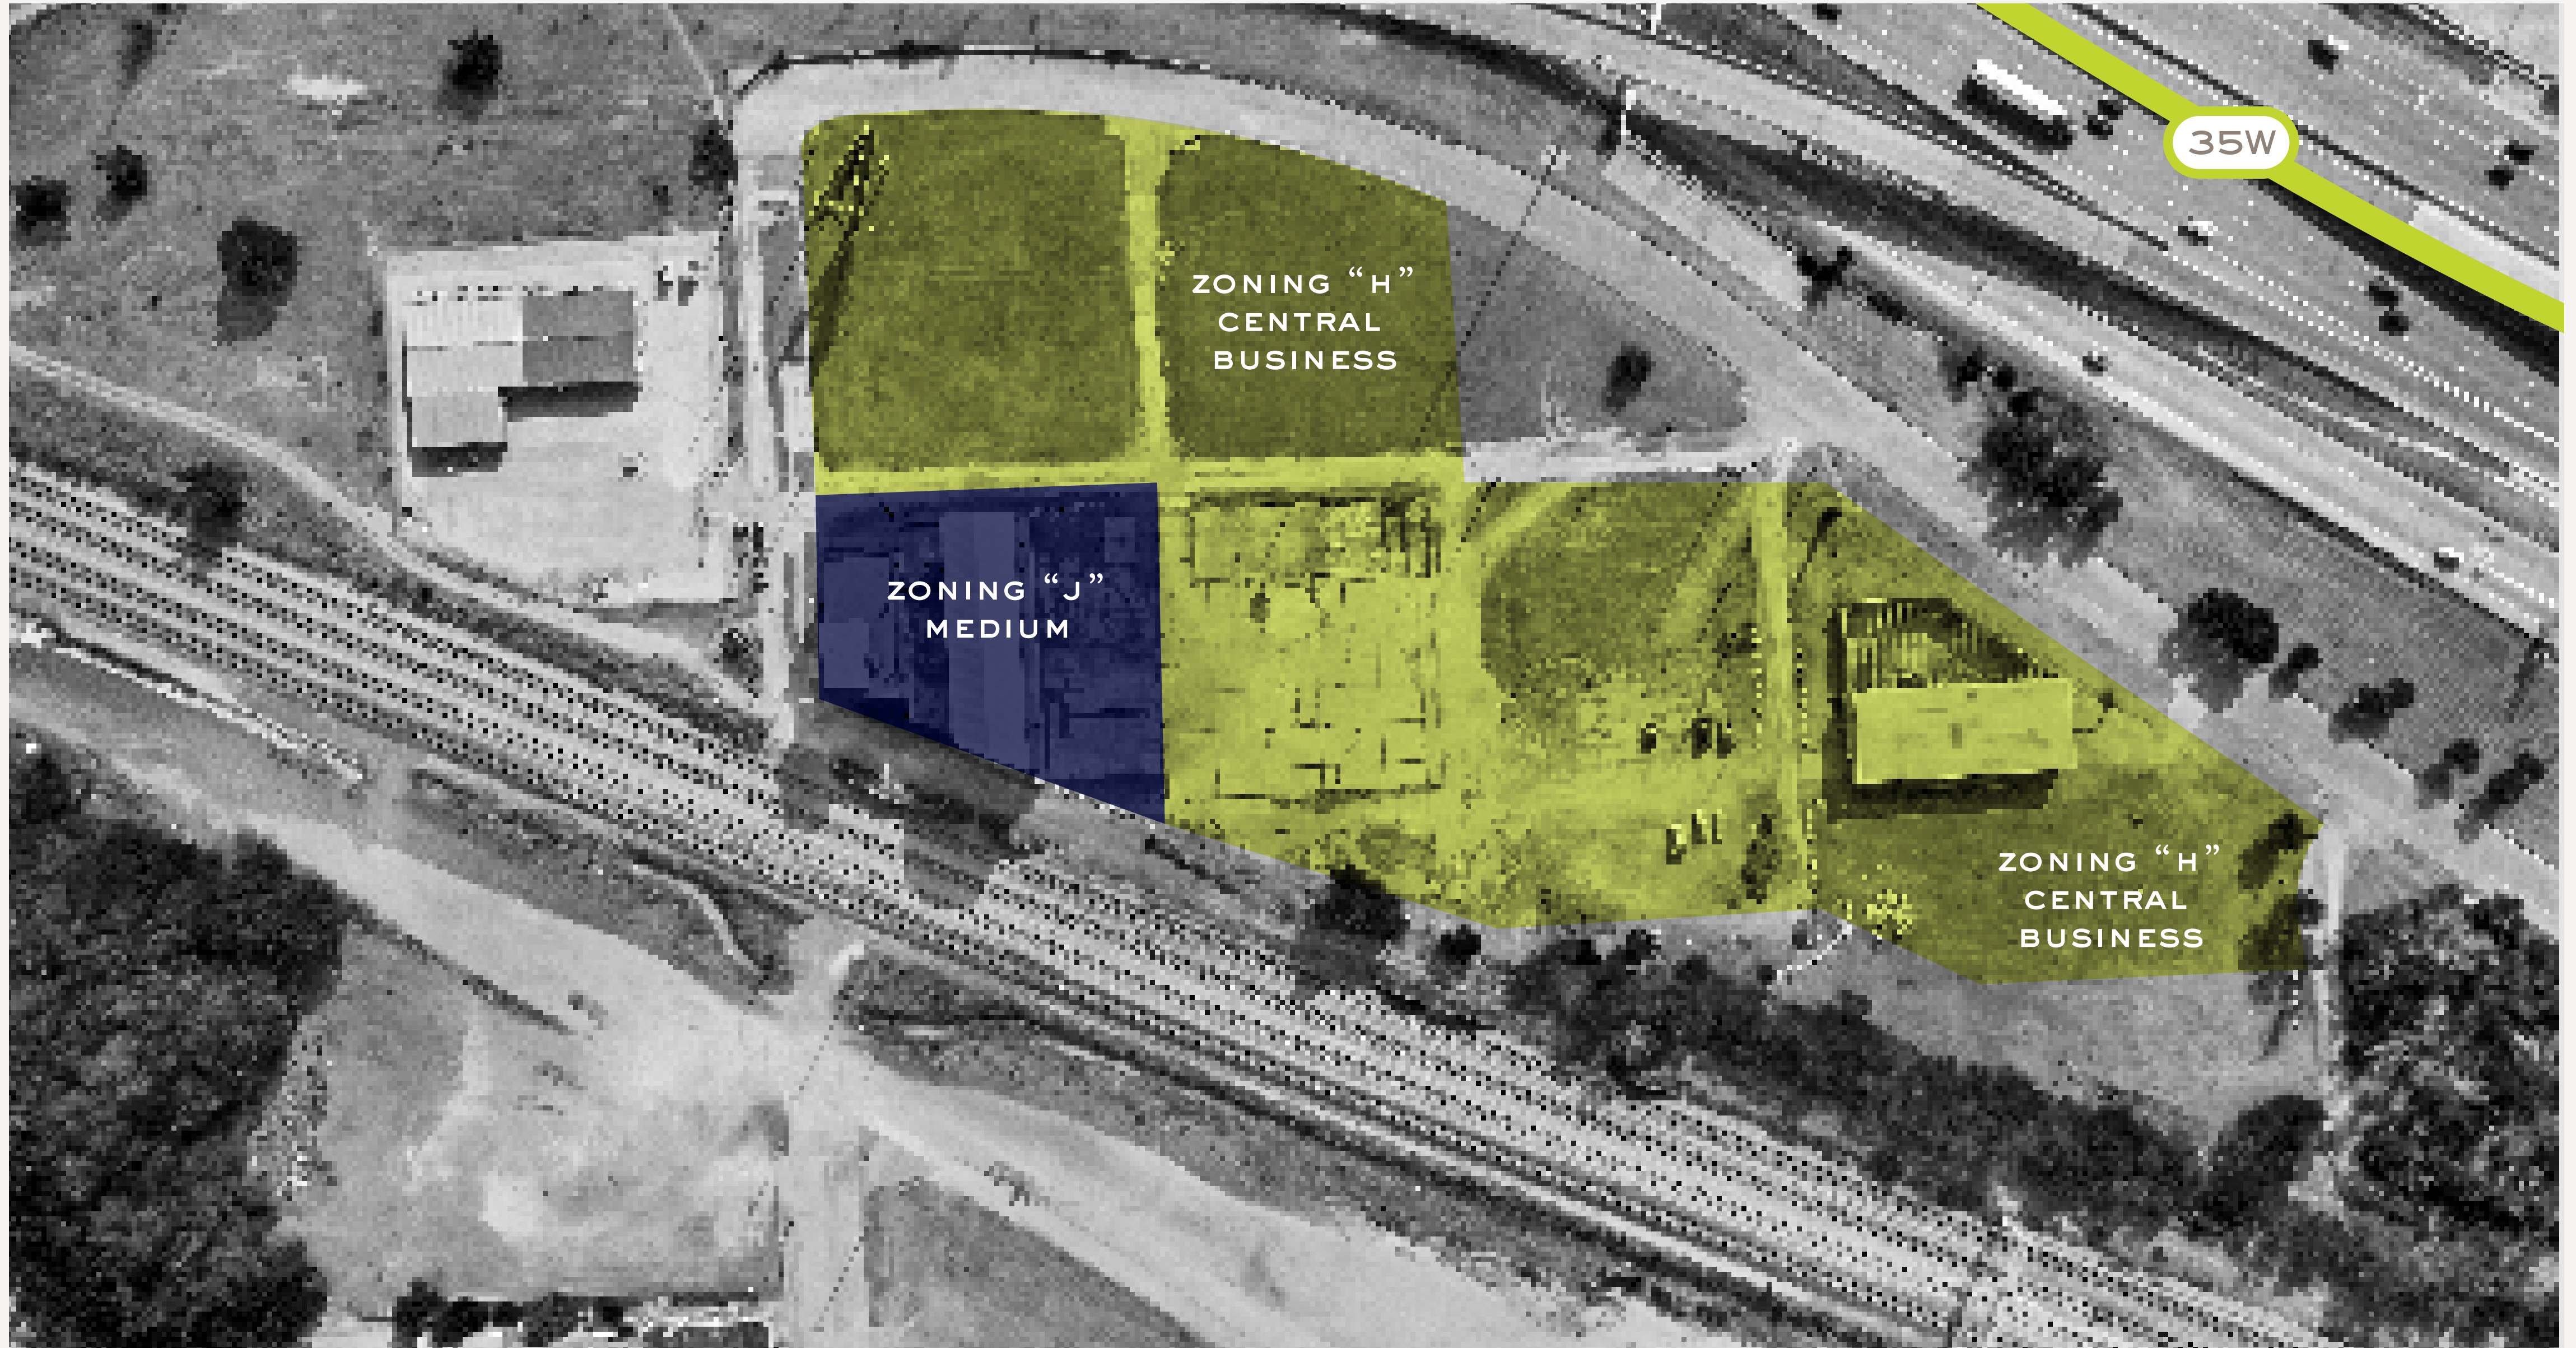 35W
ZONING “H”
CENTRAL
BUSINESS
ZONING “J”
MEDIUM
ZONING “H”
CENTRAL
BUSINESS